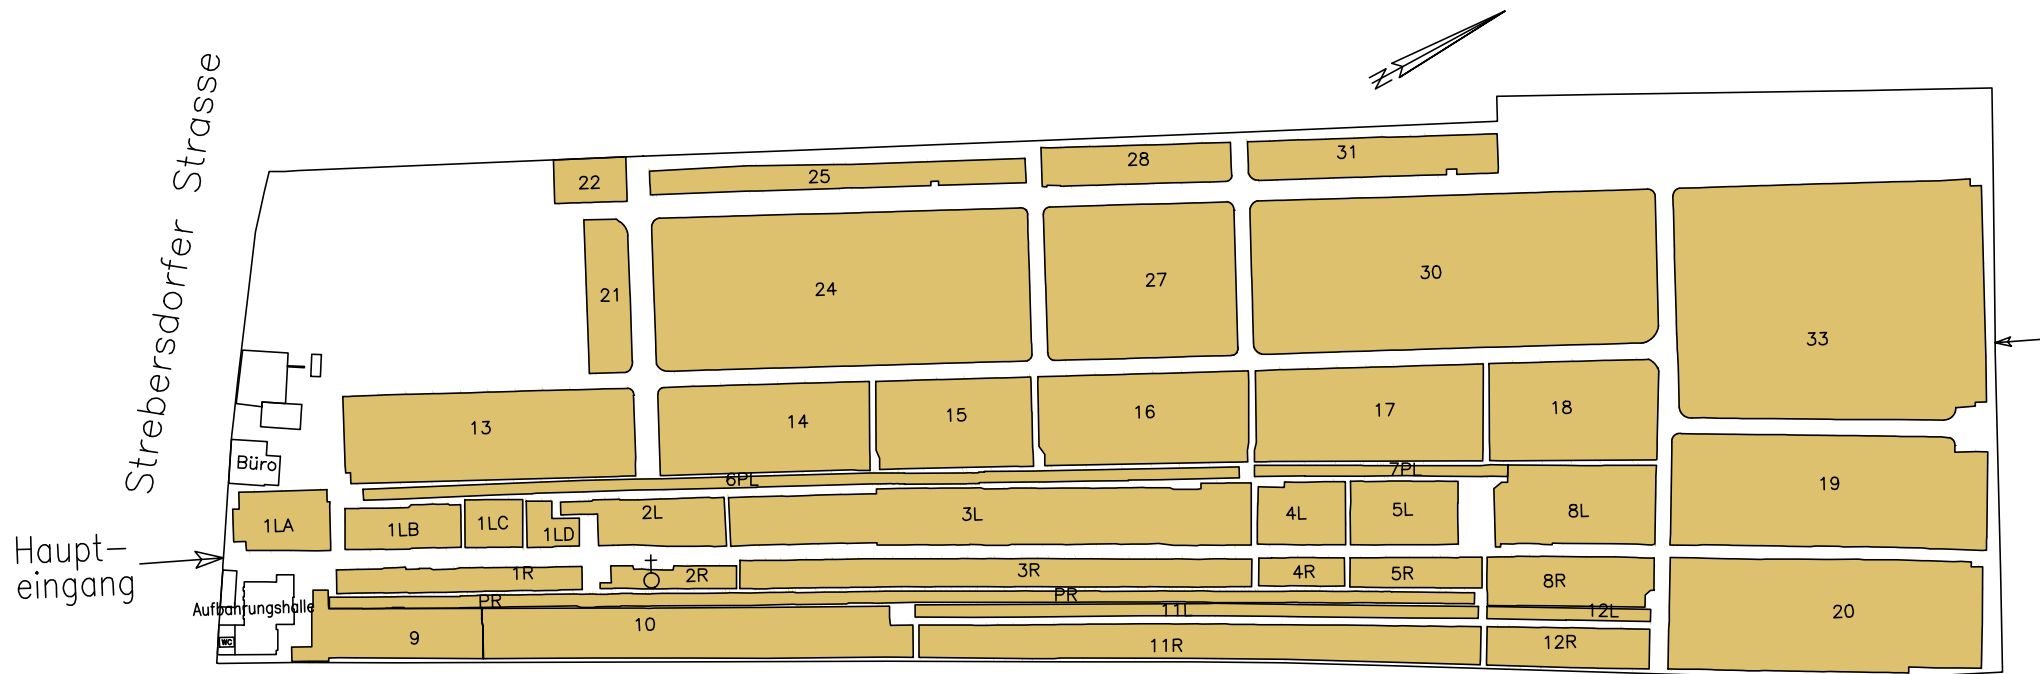 Strebersdorfer Strasse
N
22
25
28
31
21
24
27
30
33
13
14
15
16
17
18
Büro
6PL
7PL
19
1LA
1LB
1LC
1LD
2L
3L
4L
5L
8L
Haupt-
eingang
1R
2R
3R
4R
5R
8R
Aufbahrungshalle
PR
PR
11L
12L
20
WC
9
10
11R
12R